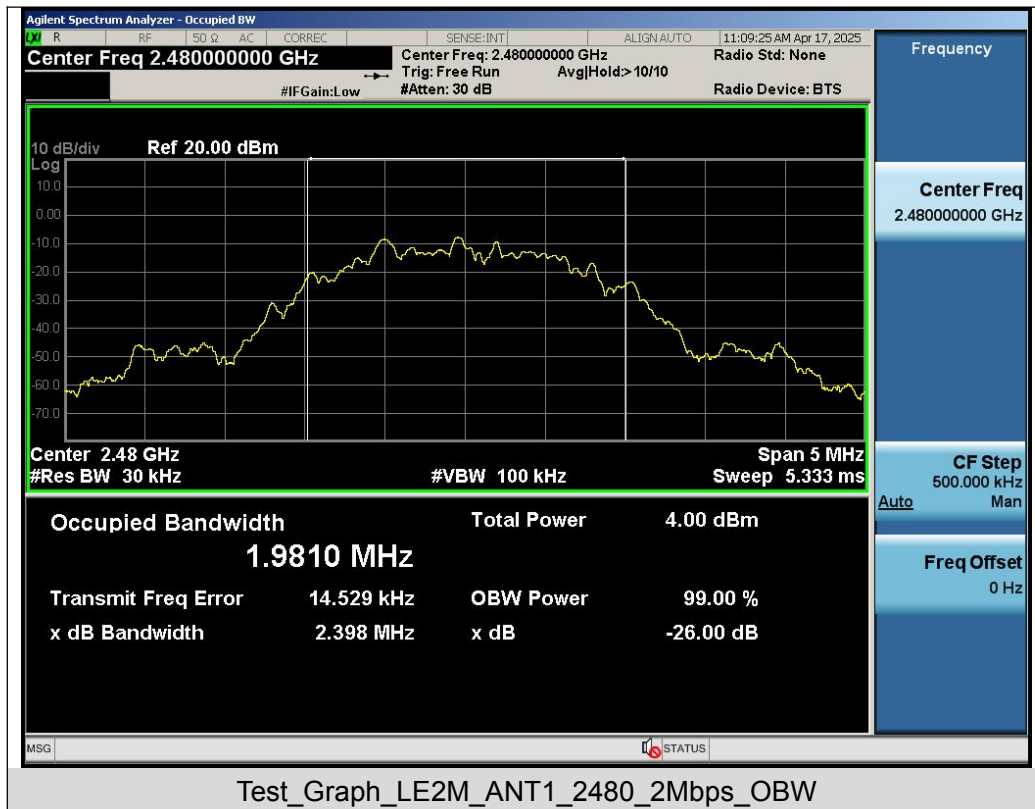 Agilent Spectrum Analyzer - Occupied BW
LXI R RF 50 Ω AC CORREC SENSE:INT ALIGN AUTO 11:09:25 AM Apr 17, 2025
Center Freq 2.480000000 GHz
Center Freq: 2.480000000 GHz
Radio Std: None
Trig: Free Run Avg|Hold:> 10/10
#IFGain:Low
#Atten: 30 dB
Radio Device: BTS
10 dB/div Ref 20.00 dBm
Log
10.0
0.00
-10.0
-20.0
-30.0
-40.0
-50.0
-60.0
-70.0
Center 2.48 GHz
Span 5 MHz
#Res BW 30 kHz
#VBW 100 kHz
Sweep 5.333 ms
Occupied Bandwidth
1.9810 MHz
Total Power 4.00 dBm
Transmit Freq Error 14.529 kHz
OBW Power 99.00 %
x dB Bandwidth 2.398 MHz
x dB -26.00 dB
MSG
STATUS
Frequency
Center Freq
2.480000000 GHz
CF Step
500.000 kHz
Auto Man
Freq Offset
0 Hz
Test_Graph_LE2M_ANT1_2480_2Mbps_OBW